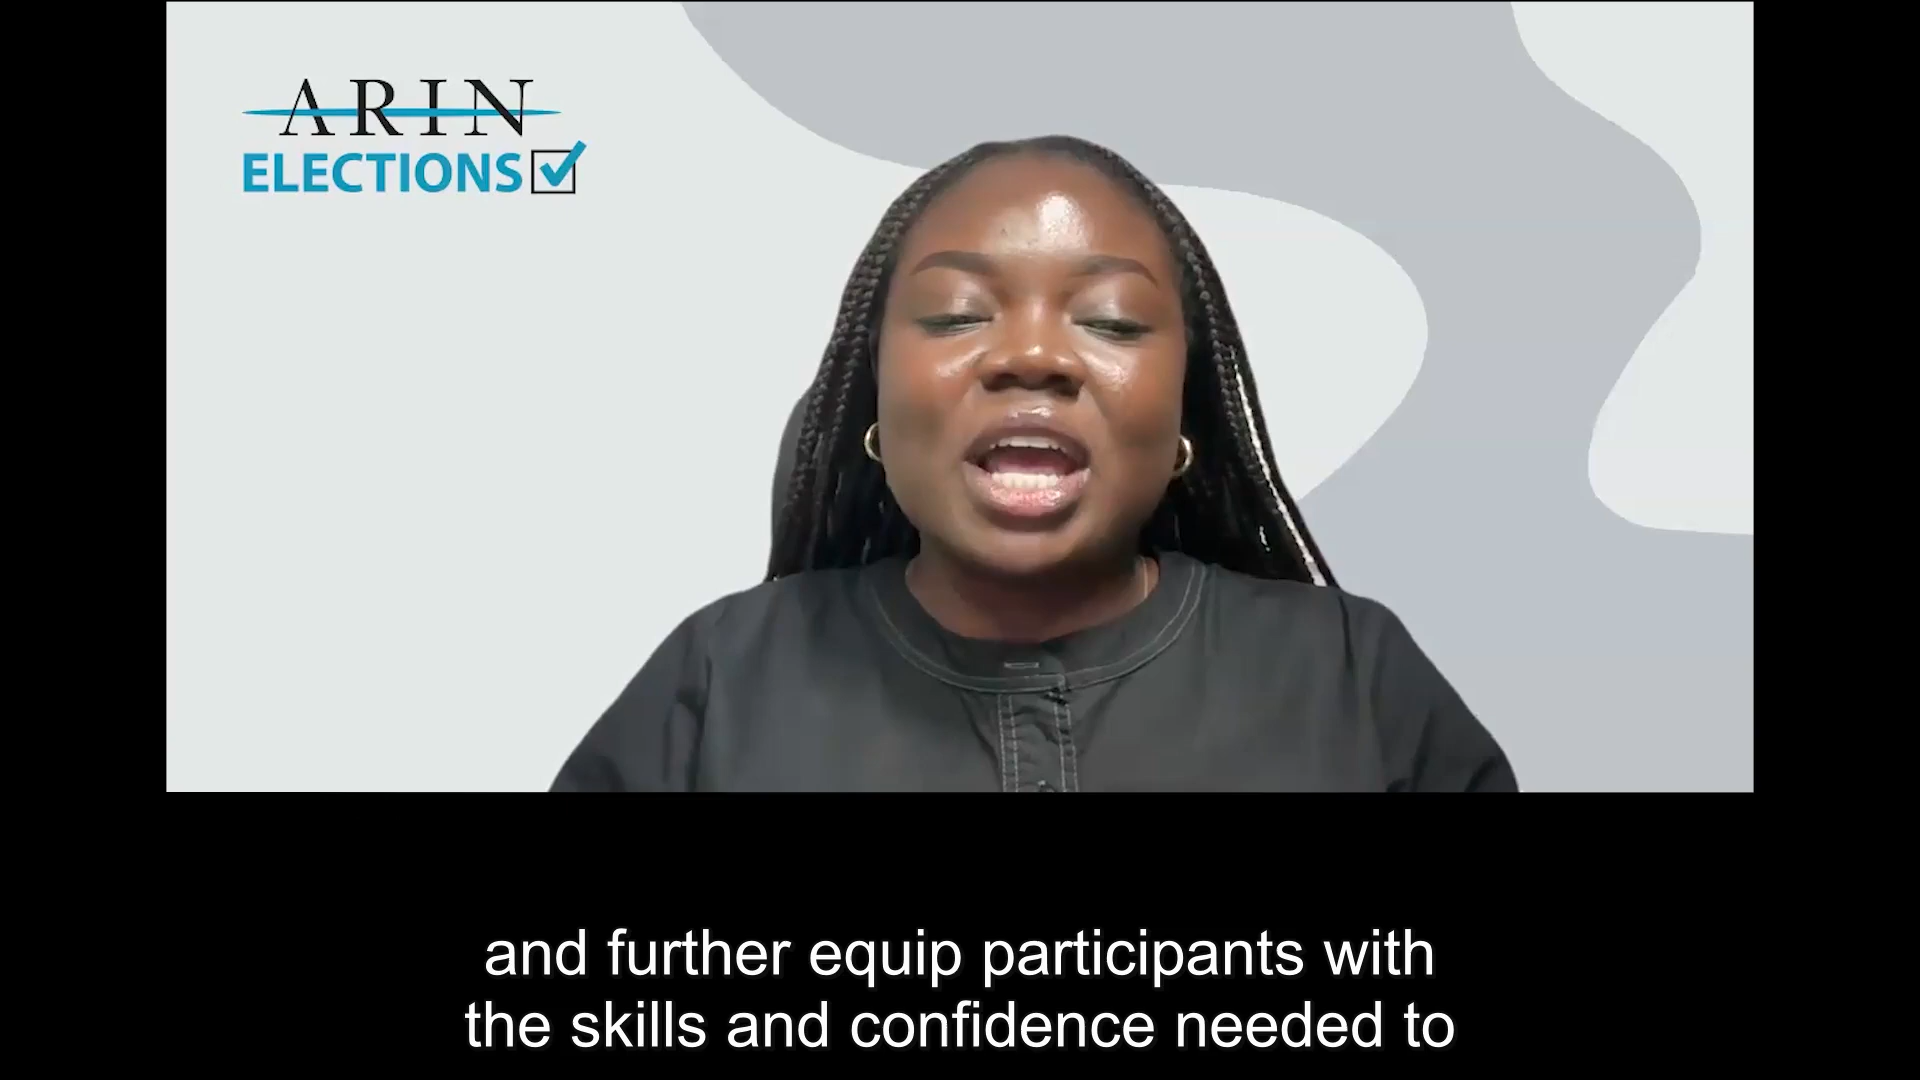 ARIN
ELECTIONS
and further equip participants with
the skills and confidence needed to